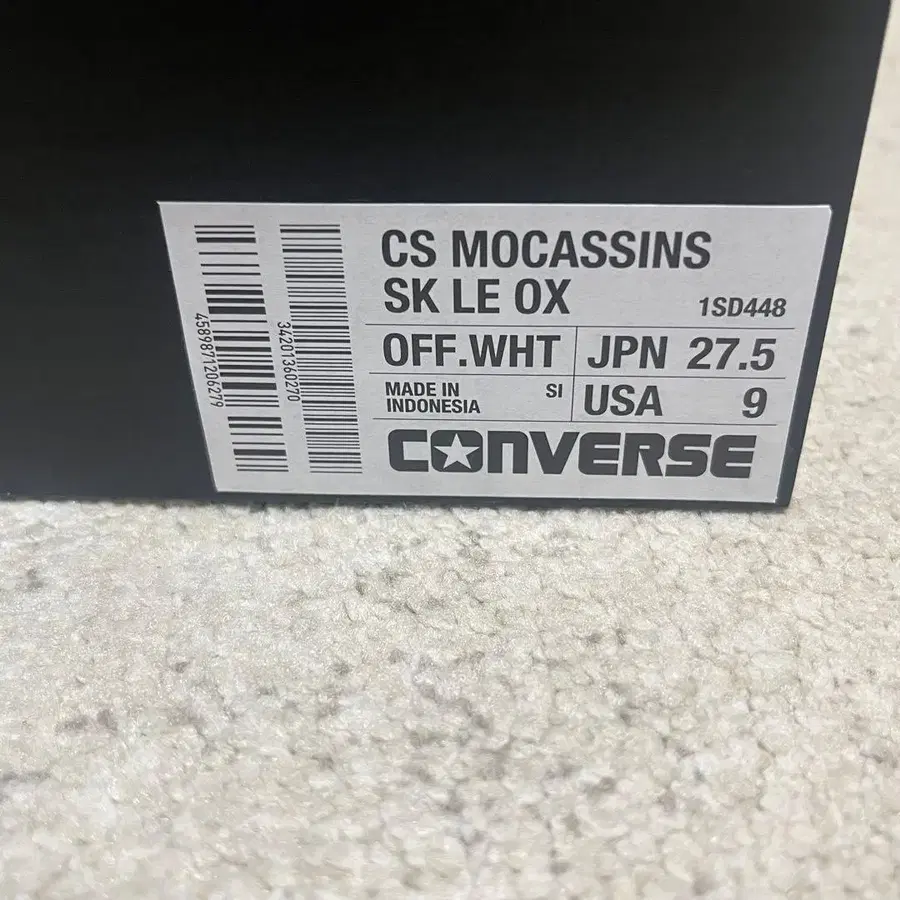 4589871206279
34201360270
CS MOCASSINS
SK LE OX 1SD448
OFF.WHT JPN 27.5
MADE IN INDONESIA SI USA 9
CONVERSE